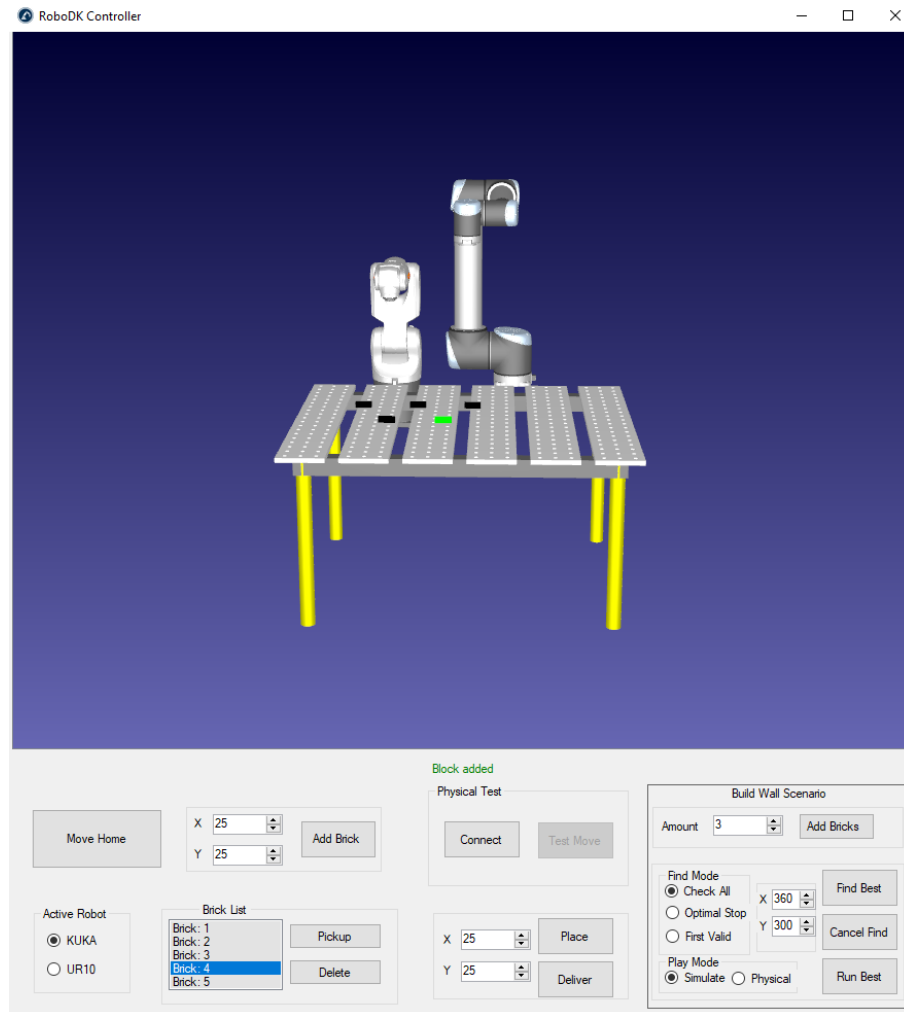 RoboDK Controller
Block added
Move Home
X 25
Y 25
Add Brick
Physical Test
Connect
Test Move
Build Wall Scenario
Amount 3
Add Bricks
Active Robot
KUKA
UR10
Brick List
Brick: 1
Brick: 2
Brick: 3
Brick: 4
Brick: 5
Pickup
Delete
X 25
Y 25
Place
Deliver
Find Mode
Check All
Optimal Stop
First Valid
X 360
Y 300
Find Best
Cancel Find
Play Mode
Simulate
Physical
Run Best